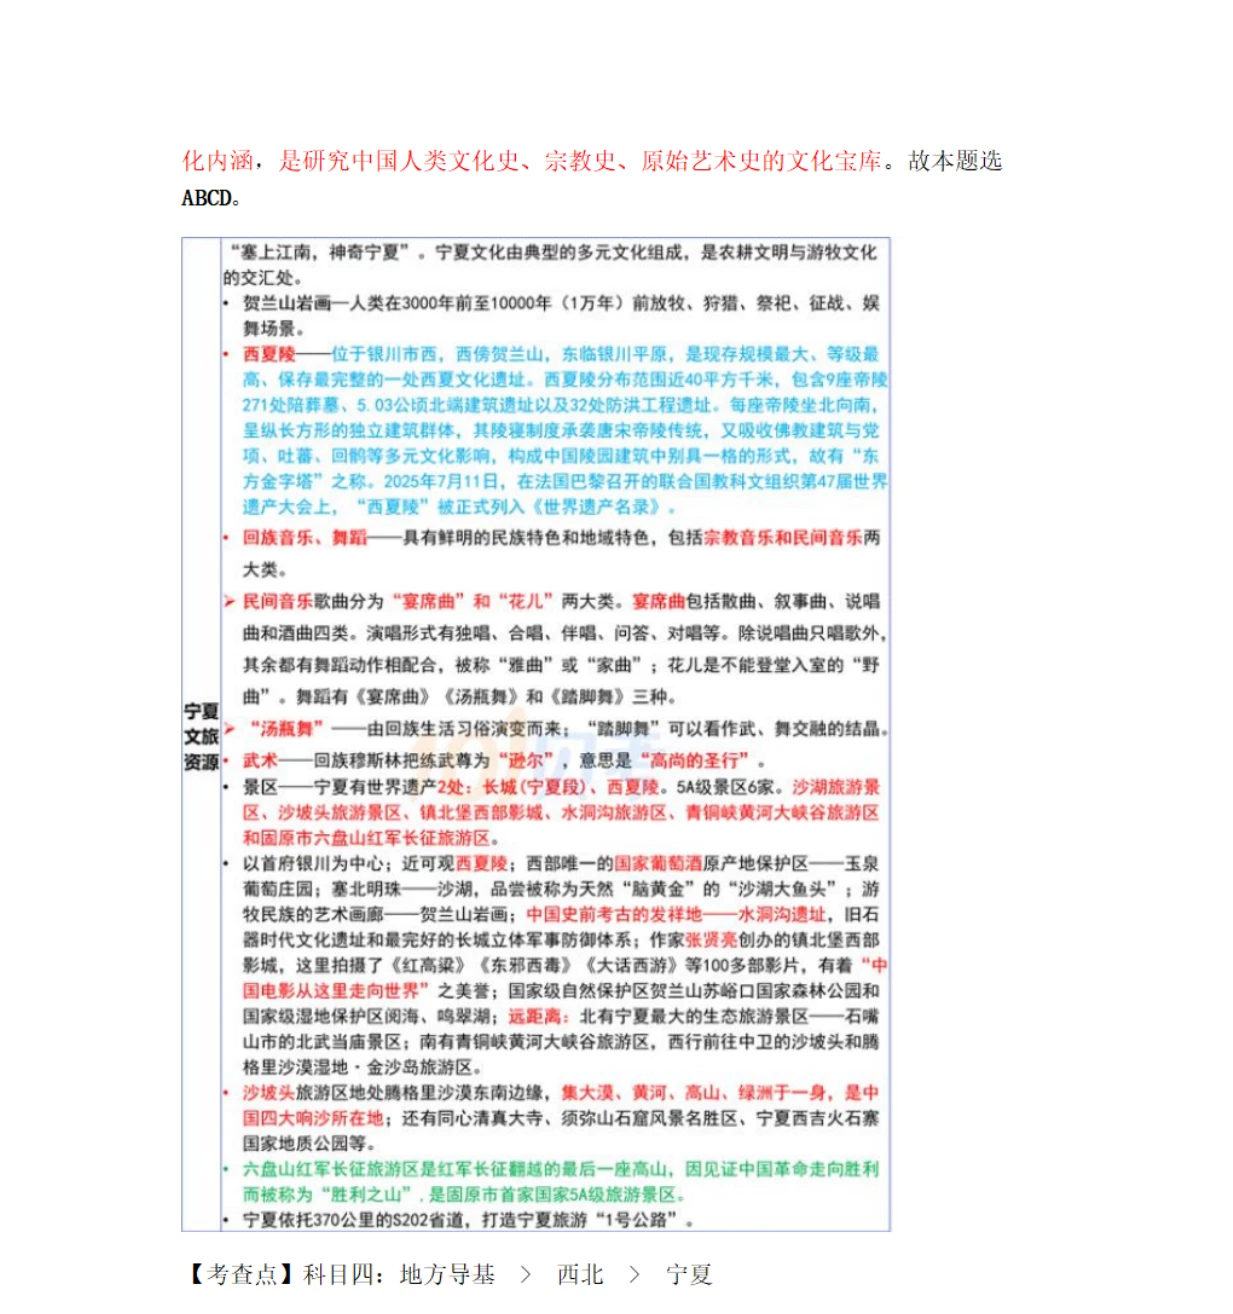 化内涵，是研究中国人类文化史、宗教史、原始艺术史的文化宝库。故本题选
ABCD。
“塞上江南，神奇宁夏”。宁夏文化由典型的多元文化组成，是农耕文明与游牧文化
的交汇处。
• 贺兰山岩画—人类在3000年前至10000年（1万年）前放牧、狩猎、祭祀、征战、娱
舞场景。
• 西夏陵——位于银川市西，西傍贺兰山，东临银川平原，是现存规模最大、等级最
高、保存最完整的一处西夏文化遗址。西夏陵分布范围近40平方千米，包含9座帝陵
271处陪葬墓、5.03公顷北端建筑遗址以及32处防洪工程遗址。每座帝陵坐北向南，
呈纵长方形的独立建筑群体，其陵寝制度承袭唐宋帝陵传统，又吸收佛教建筑与党
项、吐蕃、回鹘等多元文化影响，构成中国陵园建筑中别具一格的形式，故有“东
方金字塔”之称。2025年7月11日，在法国巴黎召开的联合国教科文组织第47届世界
遗产大会上，“西夏陵”被正式列入《世界遗产名录》。
• 回族音乐、舞蹈——具有鲜明的民族特色和地域特色，包括宗教音乐和民间音乐两
大类。
➢ 民间音乐歌曲分为“宴席曲”和“花儿”两大类。宴席曲包括散曲、叙事曲、说唱
曲和酒曲四类。演唱形式有独唱、合唱、伴唱、问答、对唱等。除说唱曲只唱歌外，
其余都有舞蹈动作相配合，被称“雅曲”或“家曲”；花儿是不能登堂入室的“野
曲”。舞蹈有《宴席曲》《汤瓶舞》和《踏脚舞》三种。
宁夏
文旅
资源
➢ “汤瓶舞”——由回族生活习俗演变而来；“踏脚舞”可以看作武、舞交融的结晶。
• 武术——回族穆斯林把练武尊为“逊尔”，意思是“高尚的圣行”。
• 景区——宁夏有世界遗产2处：长城(宁夏段)、西夏陵。5A级景区6家。沙湖旅游景
区、沙坡头旅游景区、镇北堡西部影城、水洞沟旅游区、青铜峡黄河大峡谷旅游区
和固原市六盘山红军长征旅游区。
• 以首府银川为中心；近可观西夏陵；西部唯一的国家葡萄酒原产地保护区——玉泉
葡萄庄园；塞北明珠——沙湖，品尝被称为天然“脑黄金”的“沙湖大鱼头”；游
牧民族的艺术画廊——贺兰山岩画；中国史前考古的发祥地——水洞沟遗址，旧石
器时代文化遗址和最完好的长城立体军事防御体系；作家张贤亮创办的镇北堡西部
影城，这里拍摄了《红高粱》《东邪西毒》《大话西游》等100多部影片，有着“中
国电影从这里走向世界”之美誉；国家级自然保护区贺兰山苏峪口国家森林公园和
国家级湿地保护区阅海、鸣翠湖；远距离：北有宁夏最大的生态旅游景区——石嘴
山市的北武当庙景区；南有青铜峡黄河大峡谷旅游区，西行前往中卫的沙坡头和腾
格里沙漠湿地·金沙岛旅游区。
• 沙坡头旅游区地处腾格里沙漠东南边缘，集大漠、黄河、高山、绿洲于一身，是中
国四大响沙所在地；还有同心清真大寺、须弥山石窟风景名胜区、宁夏西吉火石寨
国家地质公园等。
• 六盘山红军长征旅游区是红军长征翻越的最后一座高山，因见证中国革命走向胜利
而被称为“胜利之山”，是固原市首家国家5A级旅游景区。
• 宁夏依托370公里的S202省道，打造宁夏旅游“1号公路”。
【考查点】科目四：地方导基 > 西北 > 宁夏